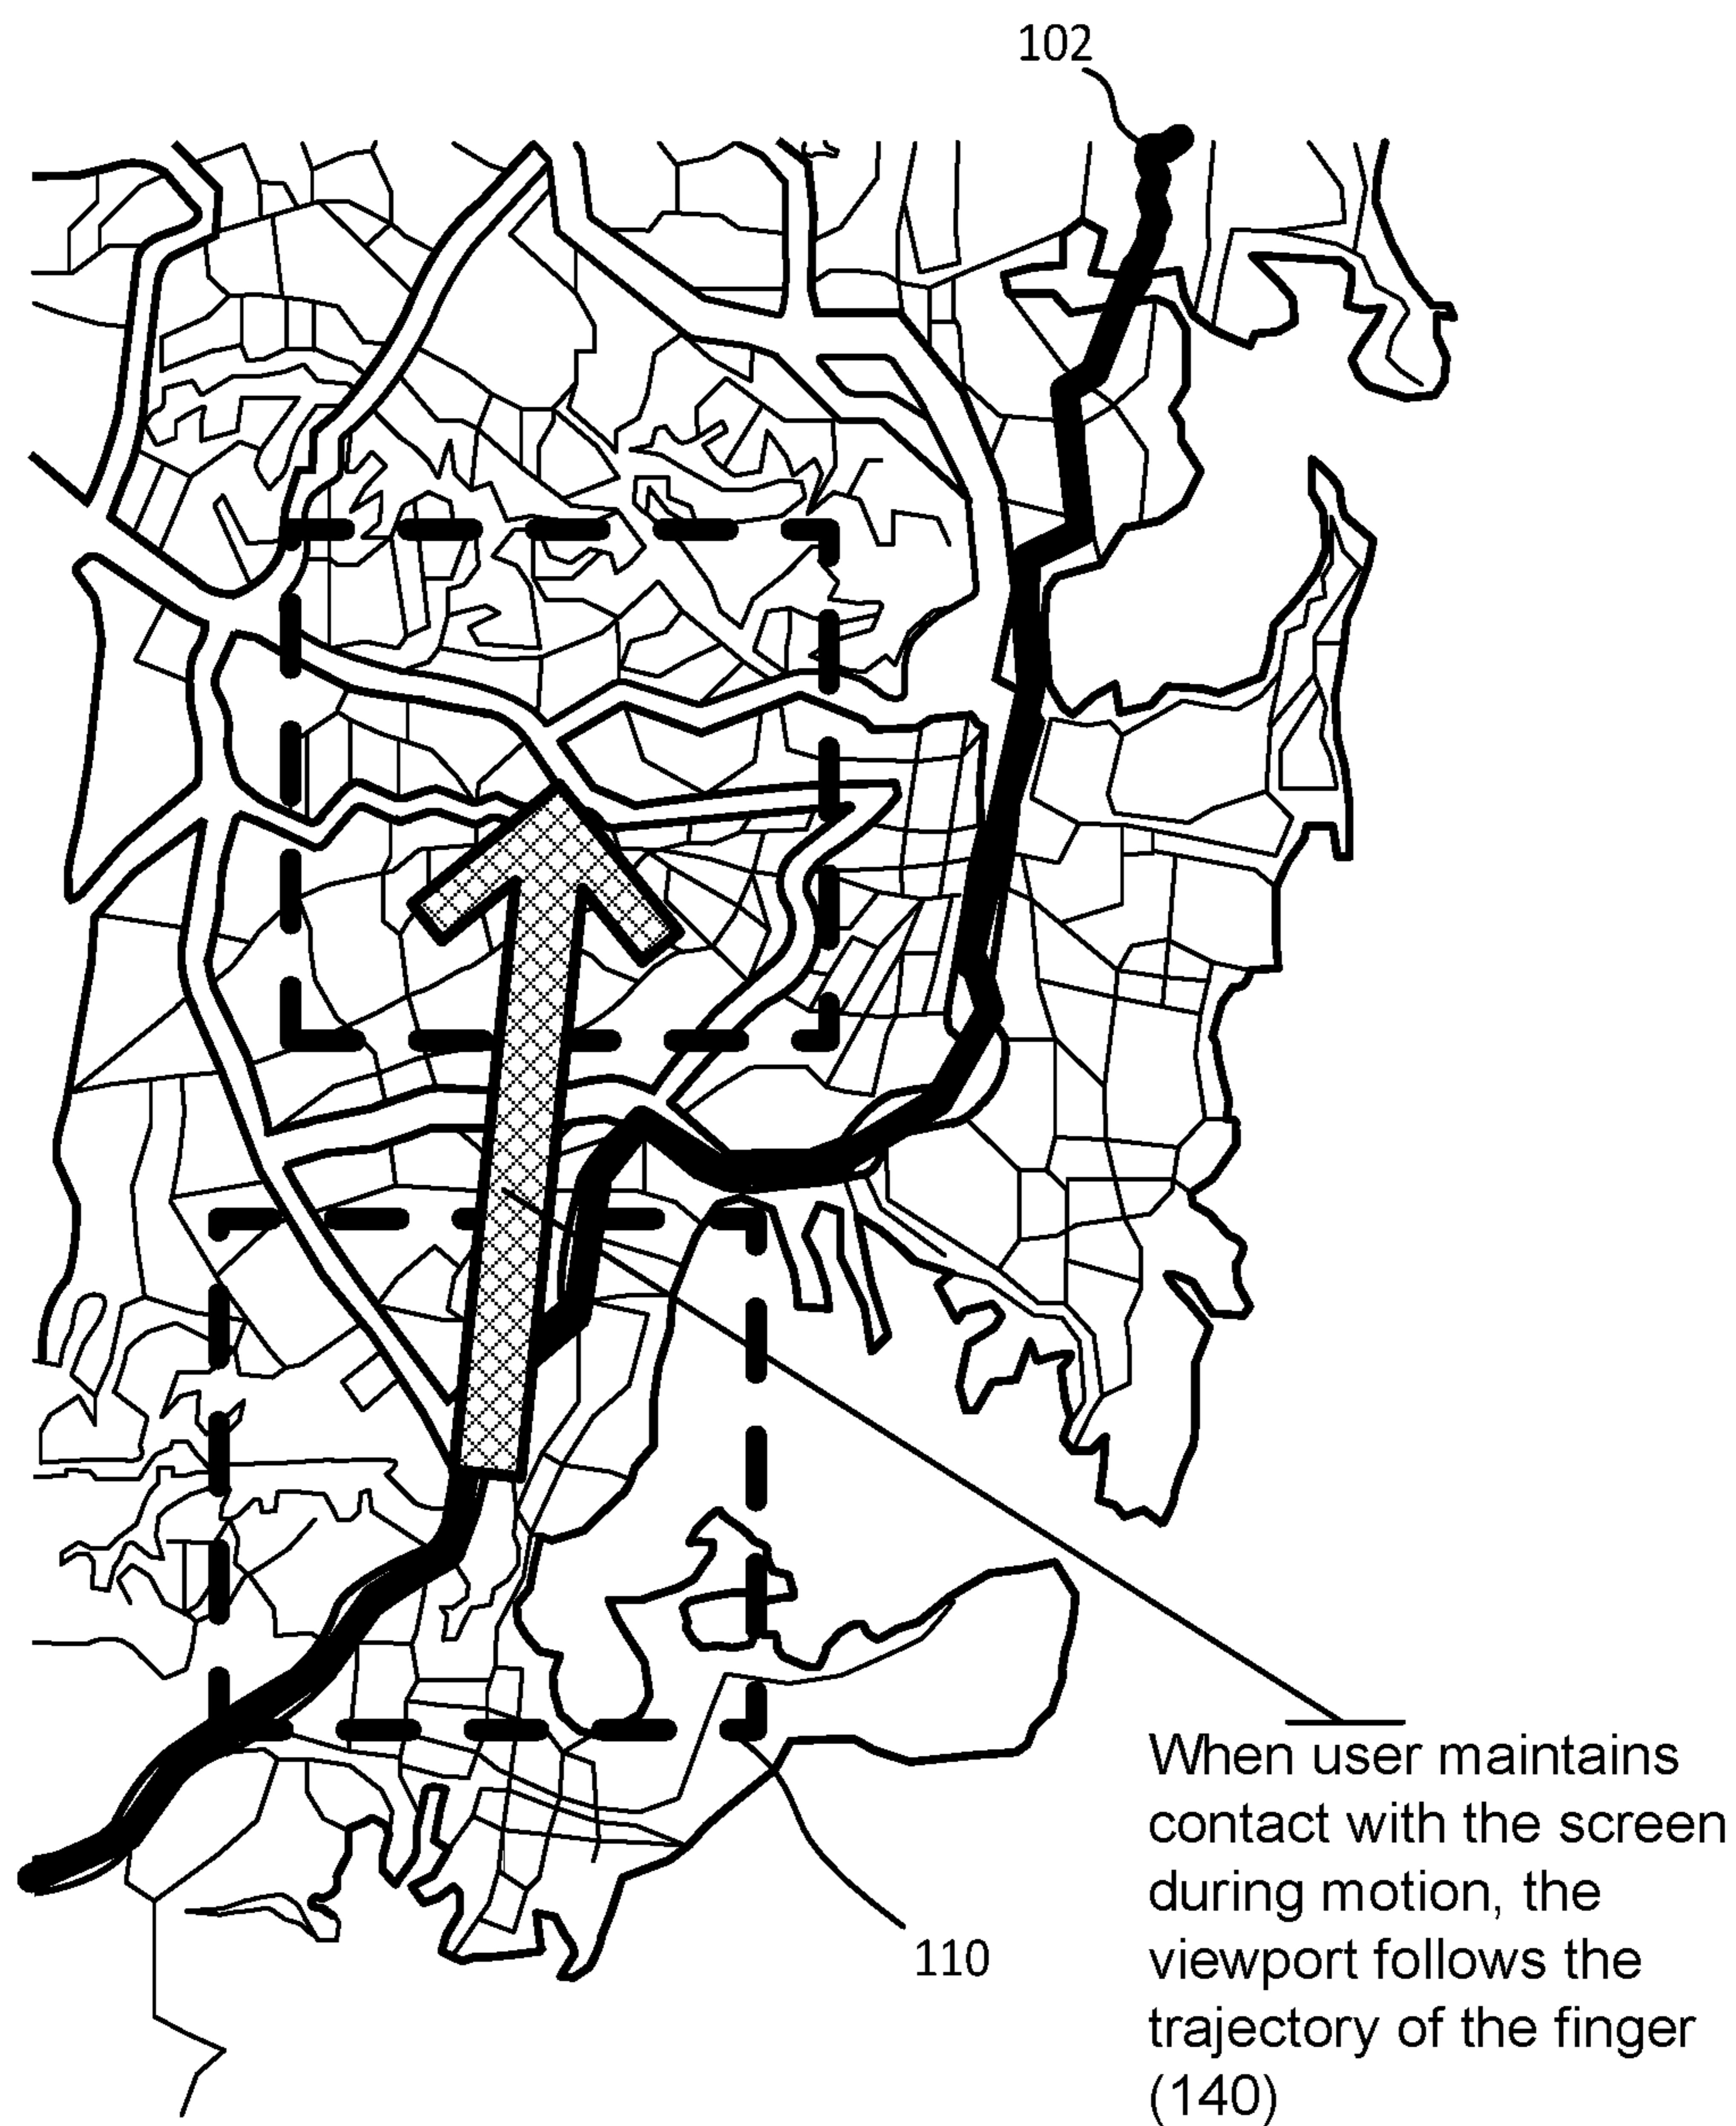 102
When user maintains
contact with the screen
during motion, the
viewport follows the
trajectory of the finger
(140)
110